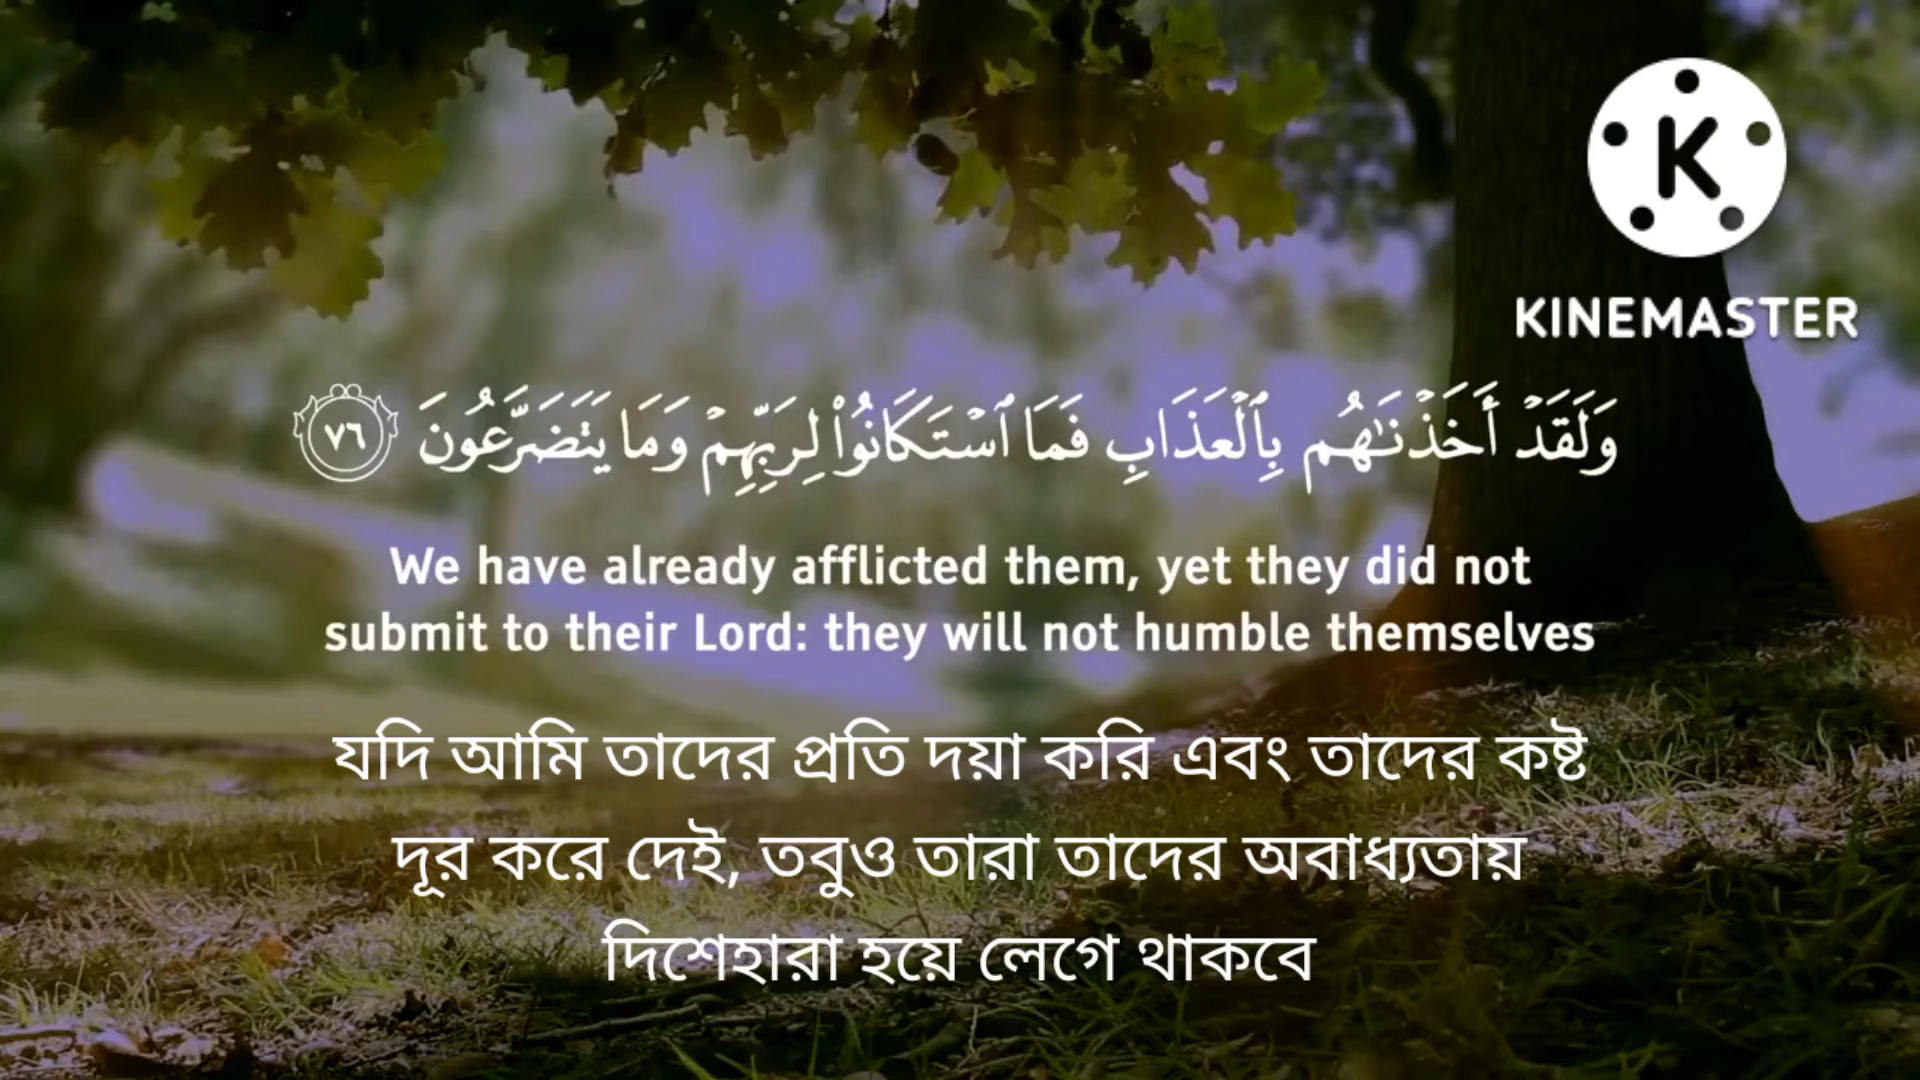 K
KINEMASTER
وَلَقَدْ أَخَذْنَٰهُم بِٱلْعَذَابِ فَمَا ٱسْتَكَانُوا۟ لِرَبِّهِمْ وَمَا يَتَضَرَّعُونَ ٧٦
We have already afflicted them, yet they did not
submit to their Lord: they will not humble themselves
যদি আমি তাদের প্রতি দয়া করি এবং তাদের কষ্ট
দূর করে দেই, তবুও তারা তাদের অবাধ্যতায়
দিশেহারা হয়ে লেগে থাকবে